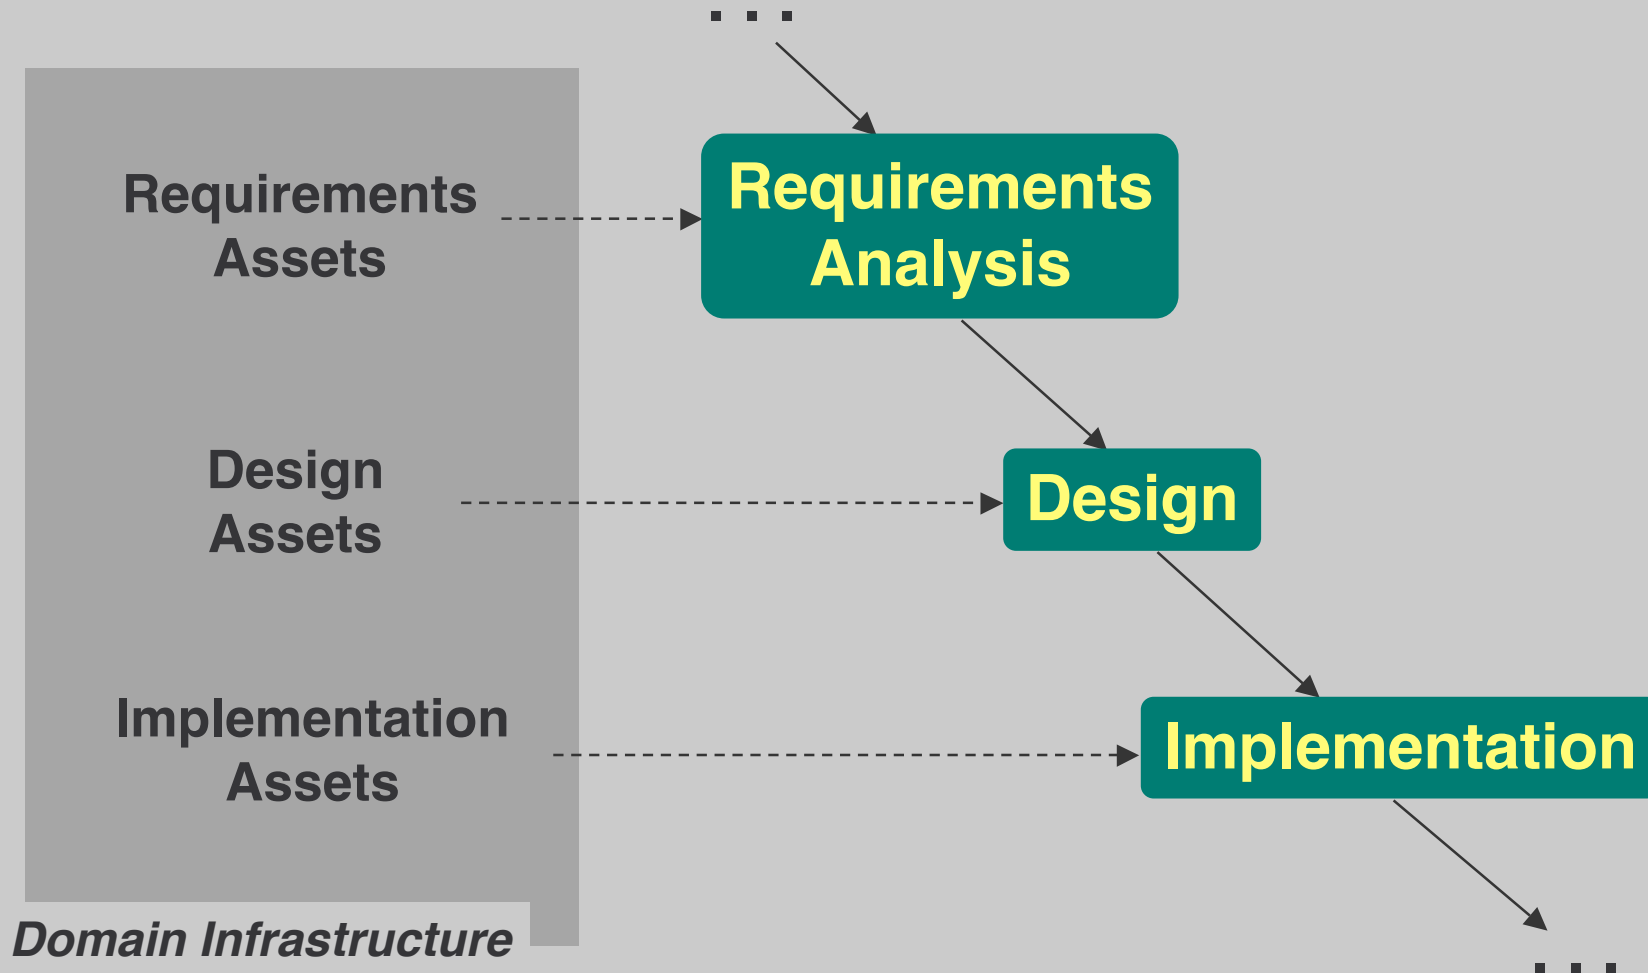 . . .
Requirements
Assets
Requirements
Analysis
Design
Assets
Design
Implementation
Assets
Implementation
Domain Infrastructure
. . .